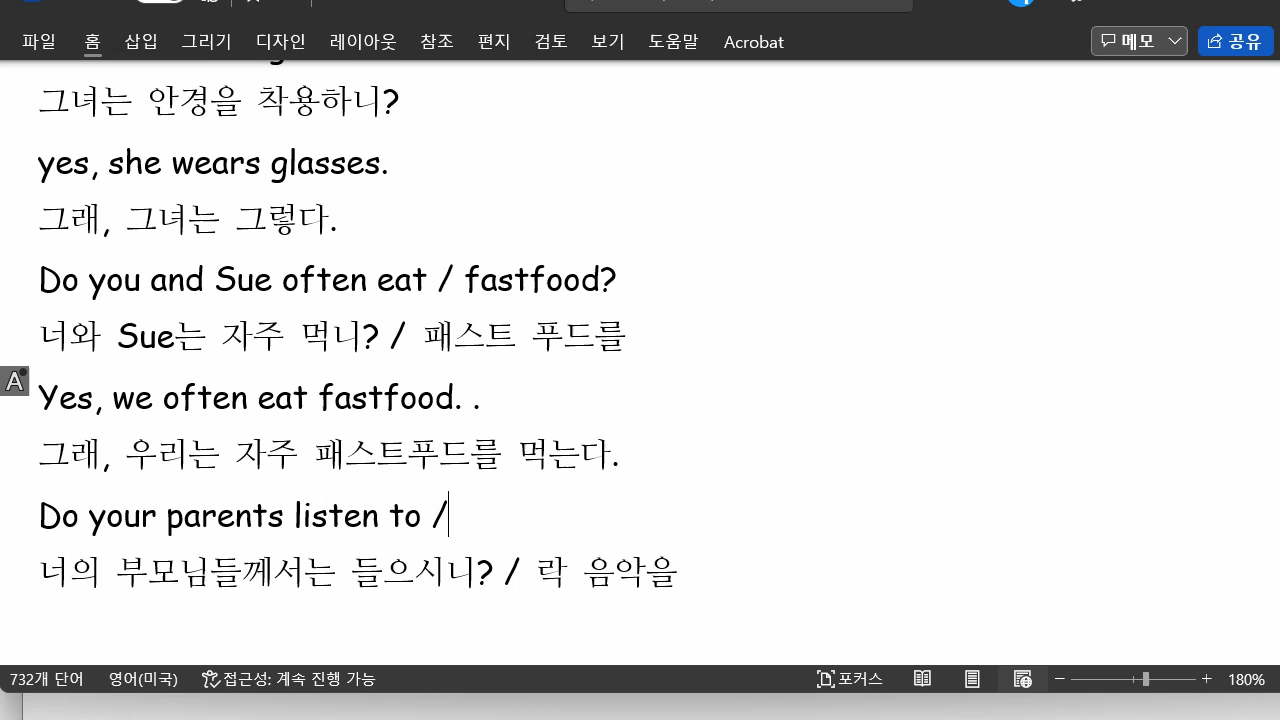 파일 홈 삽입 그리기 디자인 레이아웃 참조 편지 검토 보기 도움말 Acrobat 메모 공유
그녀는 안경을 착용하니?
yes, she wears glasses.
그래, 그녀는 그렇다.
Do you and Sue often eat / fastfood?
너와 Sue는 자주 먹니? / 패스트 푸드를
A
Yes, we often eat fastfood. .
그래, 우리는 자주 패스트푸드를 먹는다.
Do your parents listen to /
너의 부모님들께서는 들으시니? / 락 음악을
732개 단어 영어(미국) 접근성: 계속 진행 가능 포커스 180%